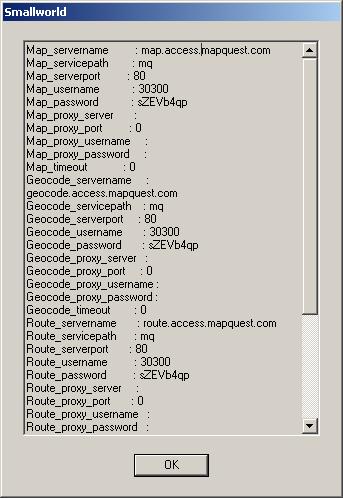 Smallworld
Map_servername : map.access.mapquest.com
Map_servicepath : mq
Map_serverport : 80
Map_username : 30300
Map_password : sZEVb4qp
Map_proxy_server :
Map_proxy_port : 0
Map_proxy_username :
Map_proxy_password :
Map_timeout : 0
Geocode_servername :
geocode.access.mapquest.com
Geocode_servicepath : mq
Geocode_serverport : 80
Geocode_username : 30300
Geocode_password : sZEVb4qp
Geocode_proxy_server :
Geocode_proxy_port : 0
Geocode_proxy_username :
Geocode_proxy_password :
Geocode_timeout : 0
Route_servername : route.access.mapquest.com
Route_servicepath : mq
Route_serverport : 80
Route_username : 30300
Route_password : sZEVb4qp
Route_proxy_server :
Route_proxy_port : 0
Route_proxy_username :
Route_proxy_password :
OK